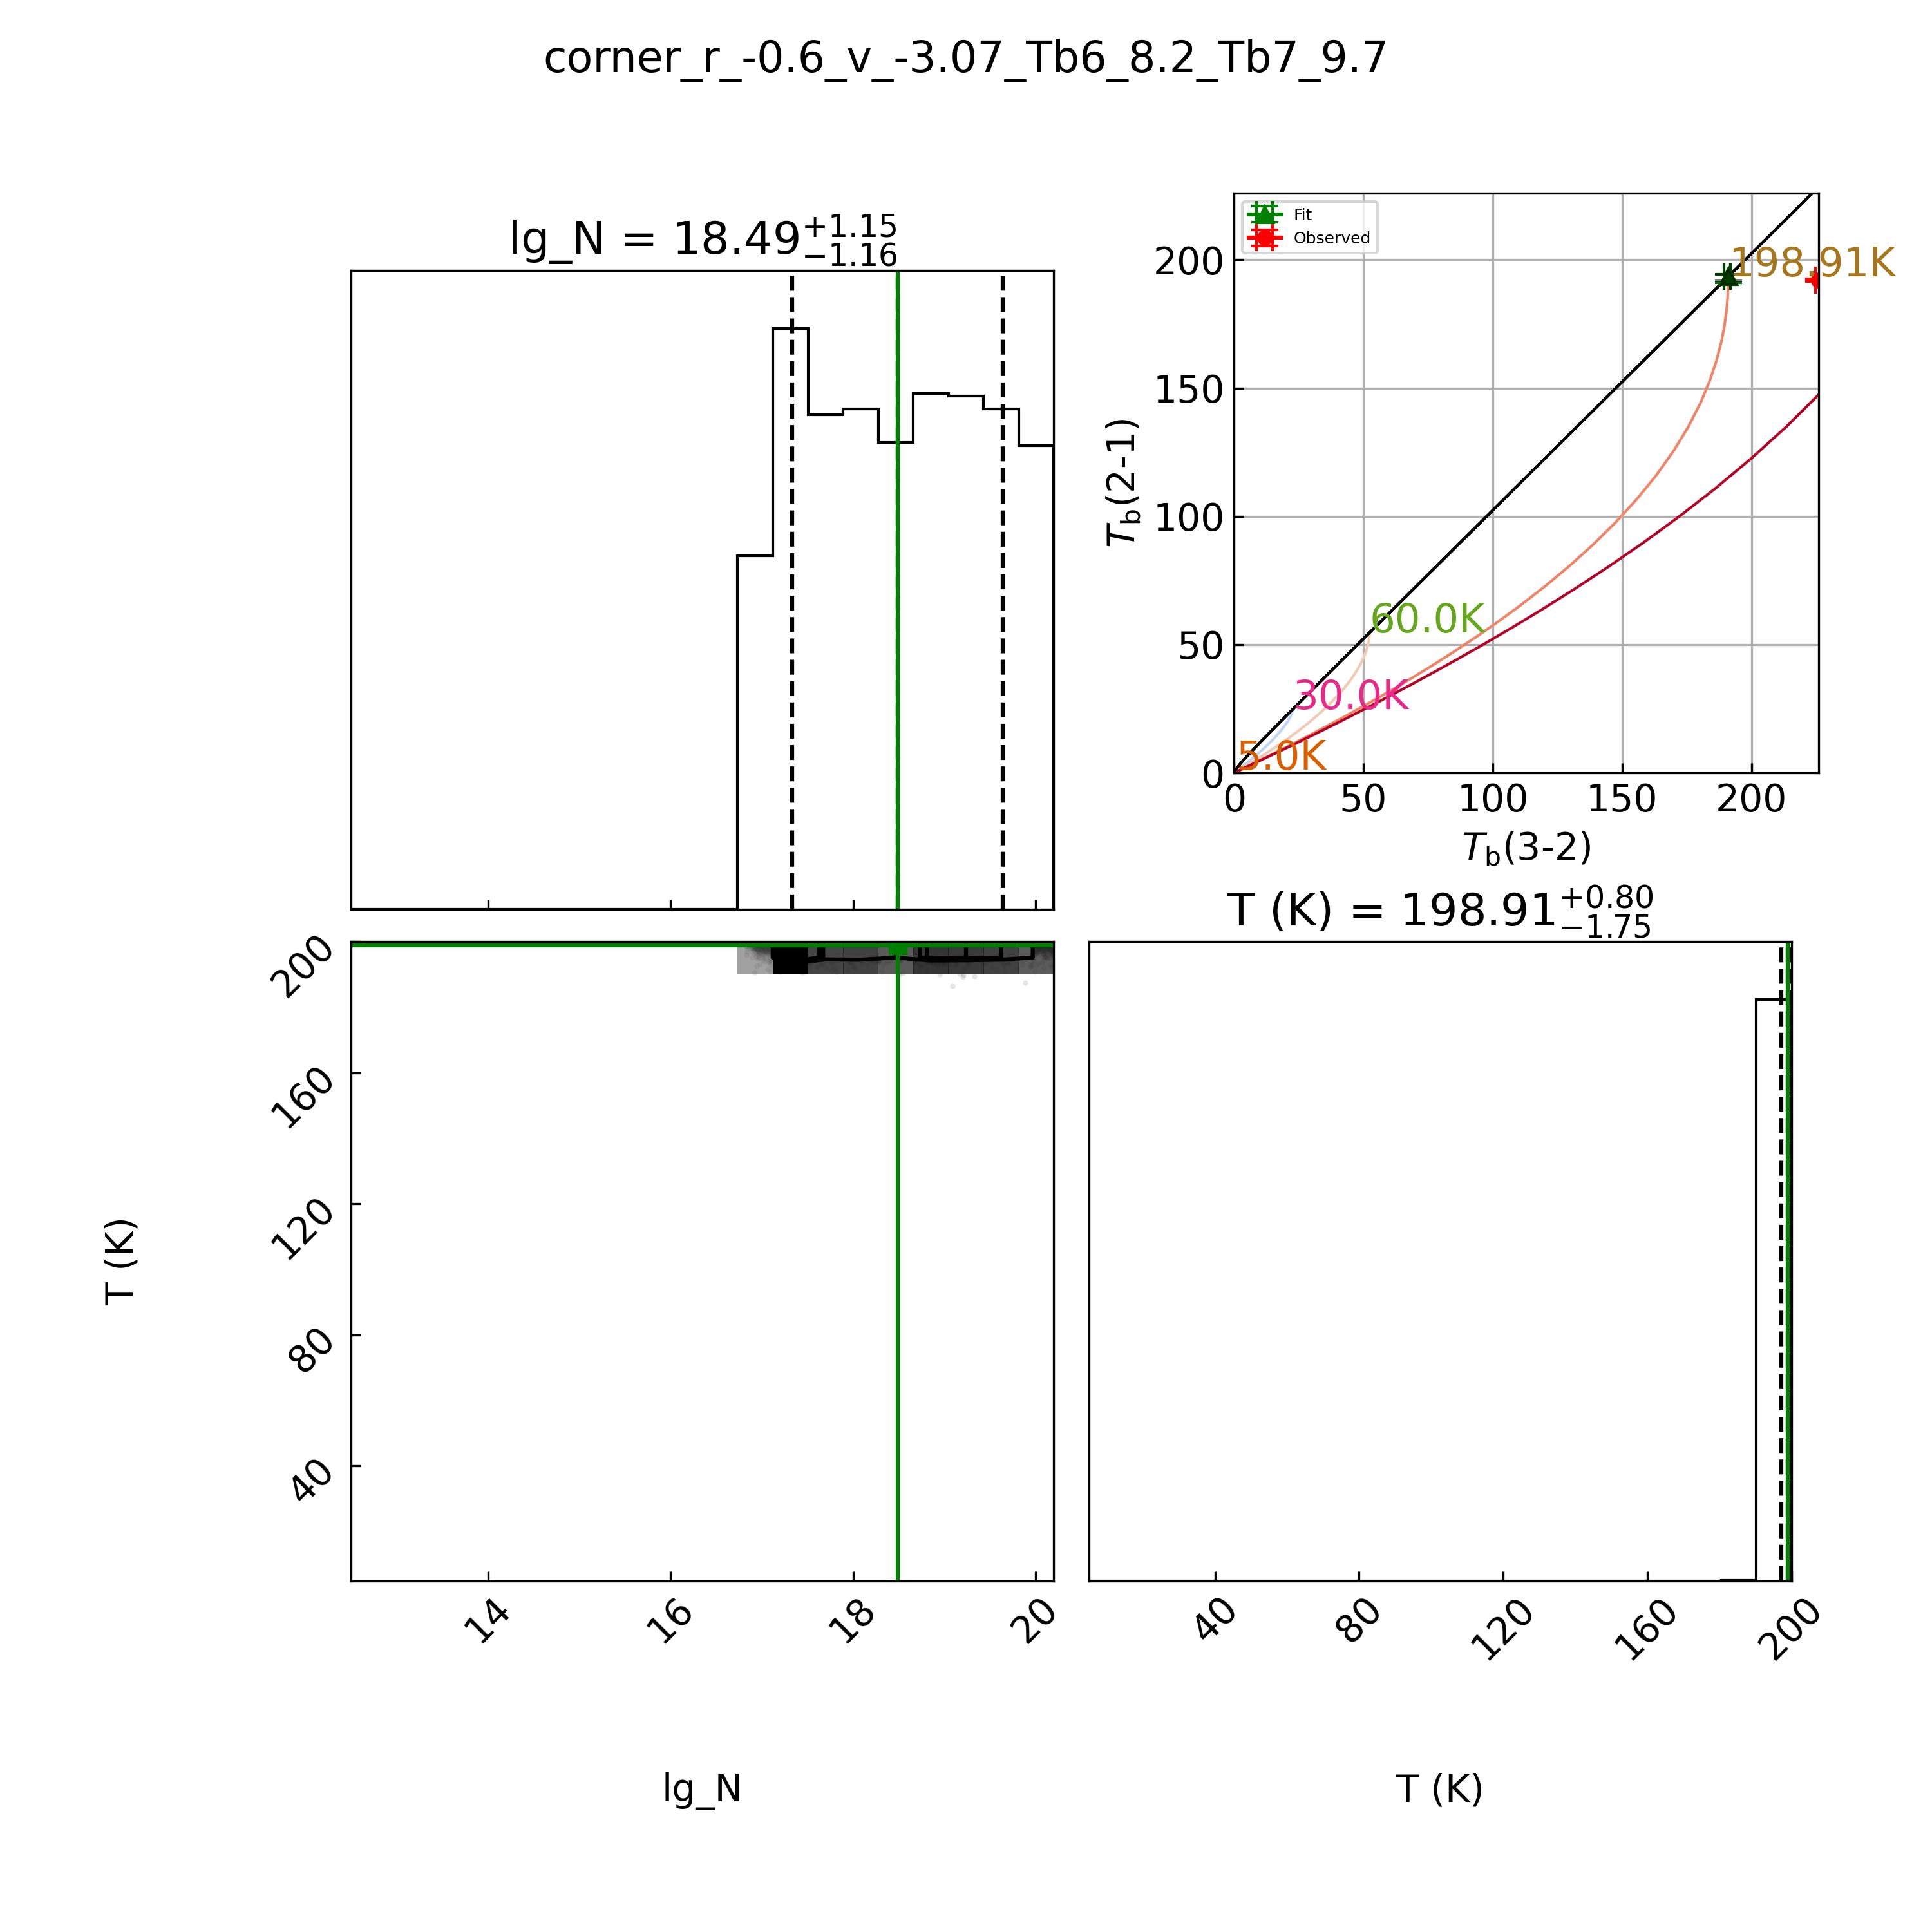 corner_r_-0.6_v_-3.07_Tb6_8.2_Tb7_9.7
lg_N = 18.49+1.15−1.16
Fit
Observed
198.91K
60.0K
30.0K
5.0K
200
150
100
50
0
Tb(2-1)
0 50 100 150 200
Tb(3-2)
T (K) = 198.91+0.80−1.75
200
160
120
80
40
T (K)
14 16 18 20
lg_N
40 80 120 160 200
T (K)